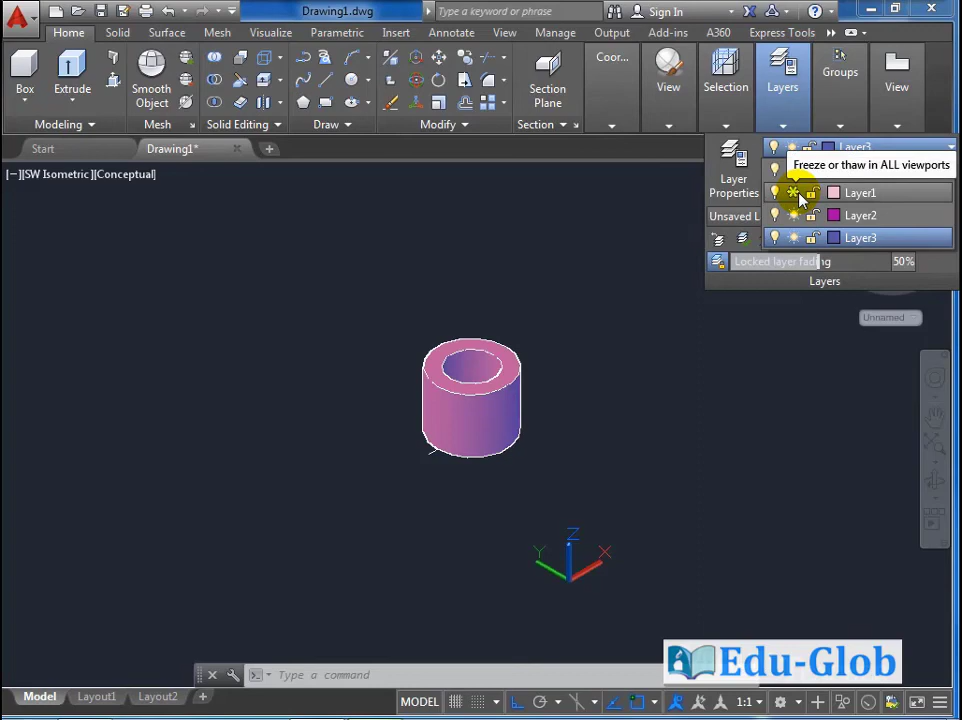 Drawing1.dwg
Type a keyword or phrase
Sign In
Home Solid Surface Mesh Visualize Parametric Insert Annotate View Manage Output Add-ins A360 Express Tools
Box
Extrude
Smooth
Object
Section
Plane
Coor...
View
Selection
Layers
Groups
View
Modeling Mesh Solid Editing Draw Modify Section
Start Drawing1*
[−][SW Isometric][Conceptual]
Layer
Properties
Layer3
Freeze or thaw in ALL viewports
Layer1
Unsaved L
Layer2
Layer3
Locked layer fading 50%
Layers
Unnamed
Z
Y X
Type a command
Edu-Glob
Model Layout1 Layout2 +
MODEL 1:1